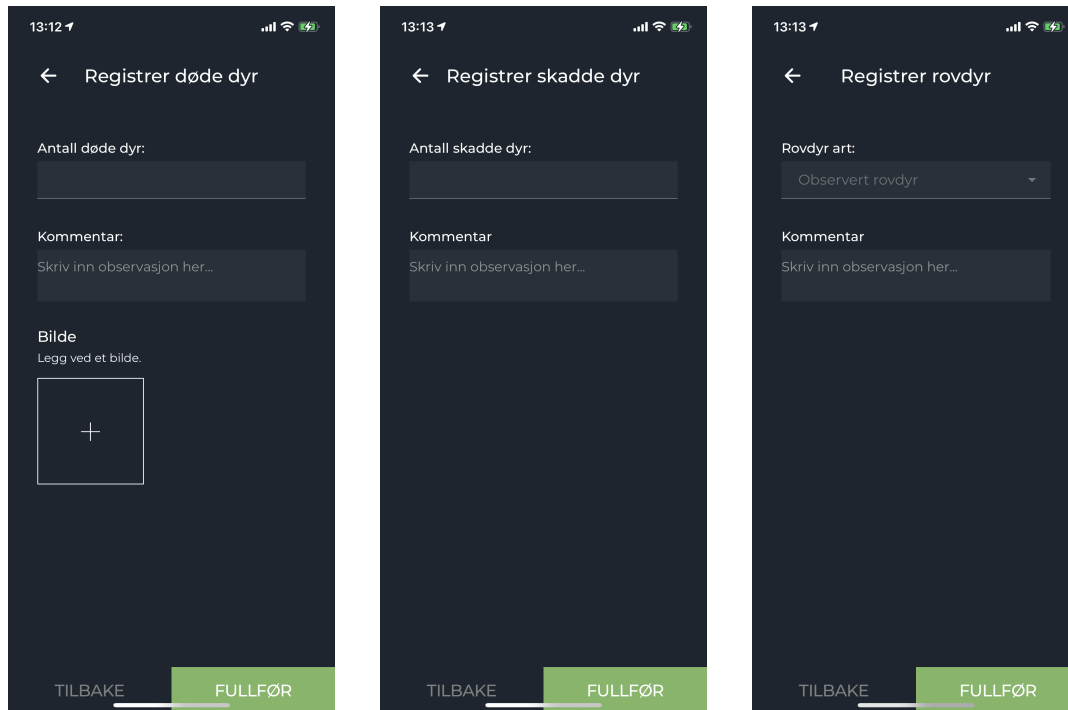 13:12
Registrer døde dyr
Antall døde dyr:
Kommentar:
Skriv inn observasjon her...
Bilde
Legg ved et bilde.
TILBAKE
FULLFØR
13:13
Registrer skadde dyr
Antall skadde dyr:
Kommentar
Skriv inn observasjon her...
TILBAKE
FULLFØR
13:13
Registrer rovdyr
Rovdyr art:
Observert rovdyr
Kommentar
Skriv inn observasjon her...
TILBAKE
FULLFØR